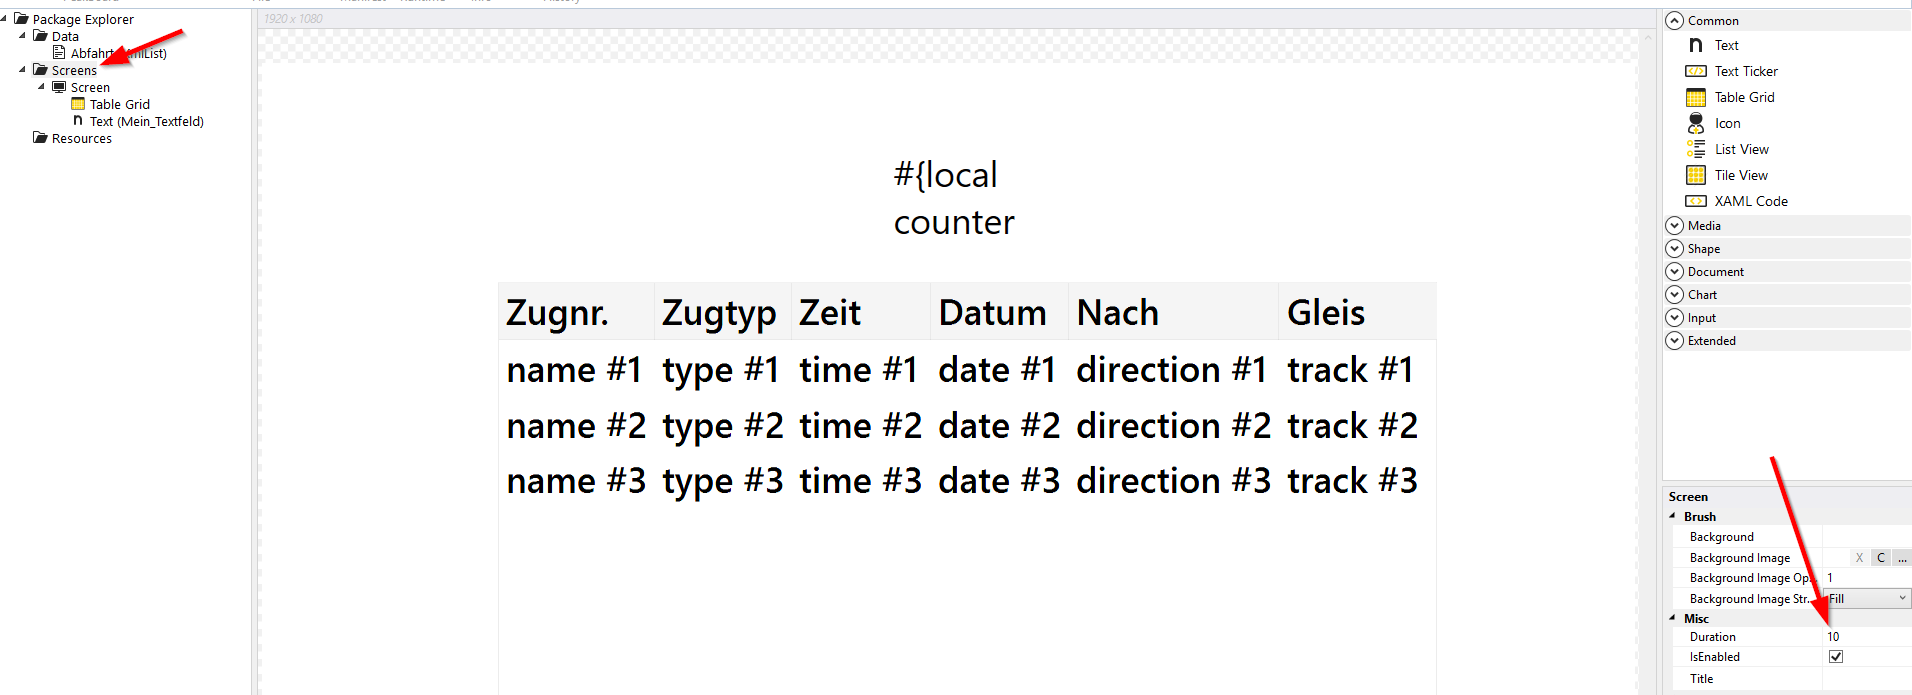 Package Explorer
Data
Screens
Screen
Table Grid
Text (Mein_Textfeld)
Resources
1920 x 1080
#{local
counter
Zugnr. Zugtyp Zeit Datum Nach Gleis
name #1 type #1 time #1 date #1 direction #1 track #1
name #2 type #2 time #2 date #2 direction #2 track #2
name #3 type #3 time #3 date #3 direction #3 track #3
Common
Text
Text Ticker
Table Grid
Icon
List View
Tile View
XAML Code
Media
Shape
Document
Chart
Input
Extended
Screen
Brush
Background
Background Image X C ...
Background Image Op... 1
Background Image Str... Fill
Misc
Duration 10
IsEnabled
Title